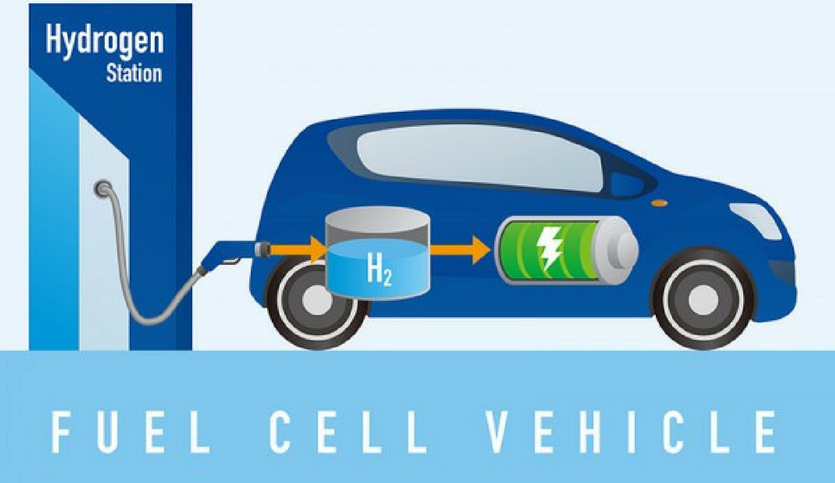 Hydrogen
Station
H₂
FUEL CELL VEHICLE